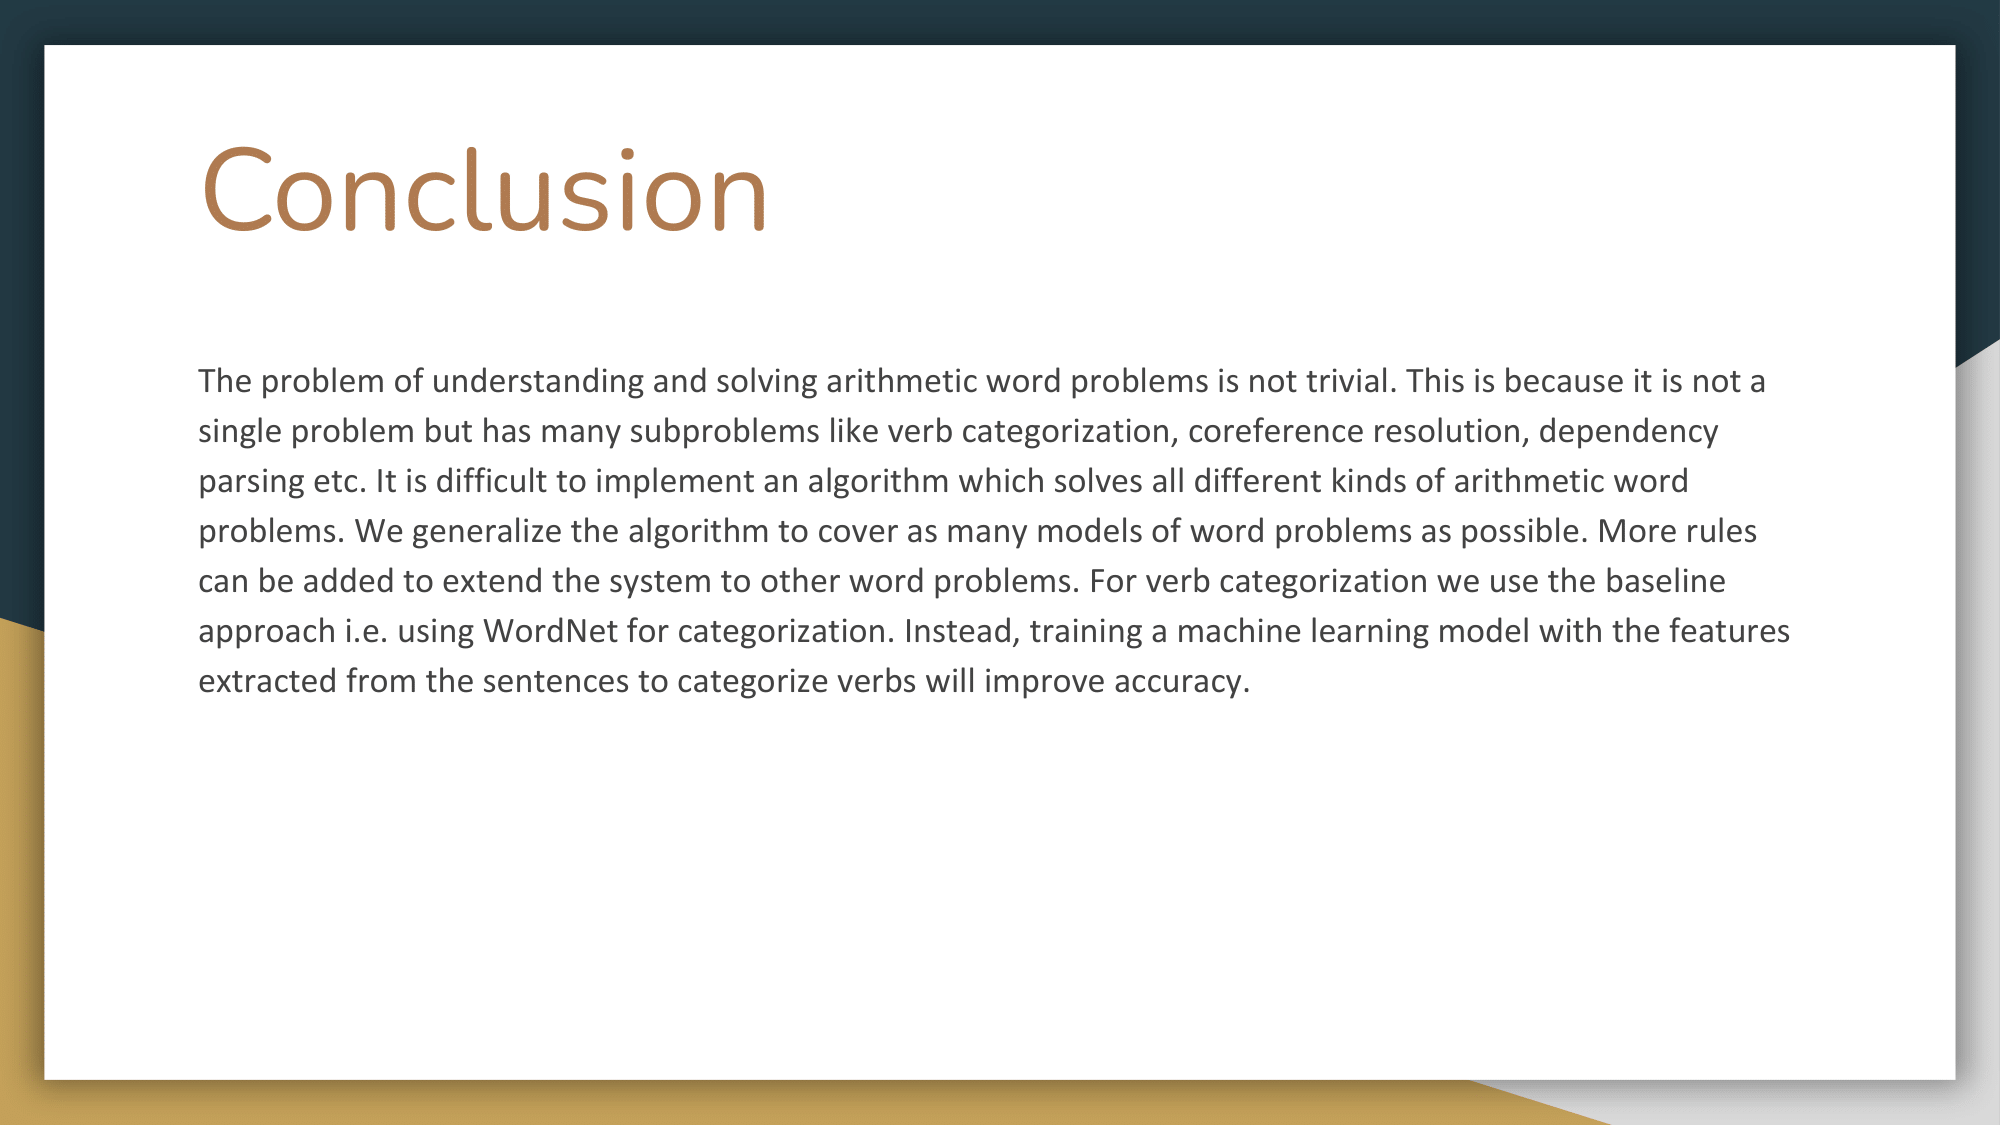 Conclusion
The problem of understanding and solving arithmetic word problems is not trivial. This is because it is not a
single problem but has many subproblems like verb categorization, coreference resolution, dependency
parsing etc. It is difficult to implement an algorithm which solves all different kinds of arithmetic word
problems. We generalize the algorithm to cover as many models of word problems as possible. More rules
can be added to extend the system to other word problems. For verb categorization we use the baseline
approach i.e. using WordNet for categorization. Instead, training a machine learning model with the features
extracted from the sentences to categorize verbs will improve accuracy.